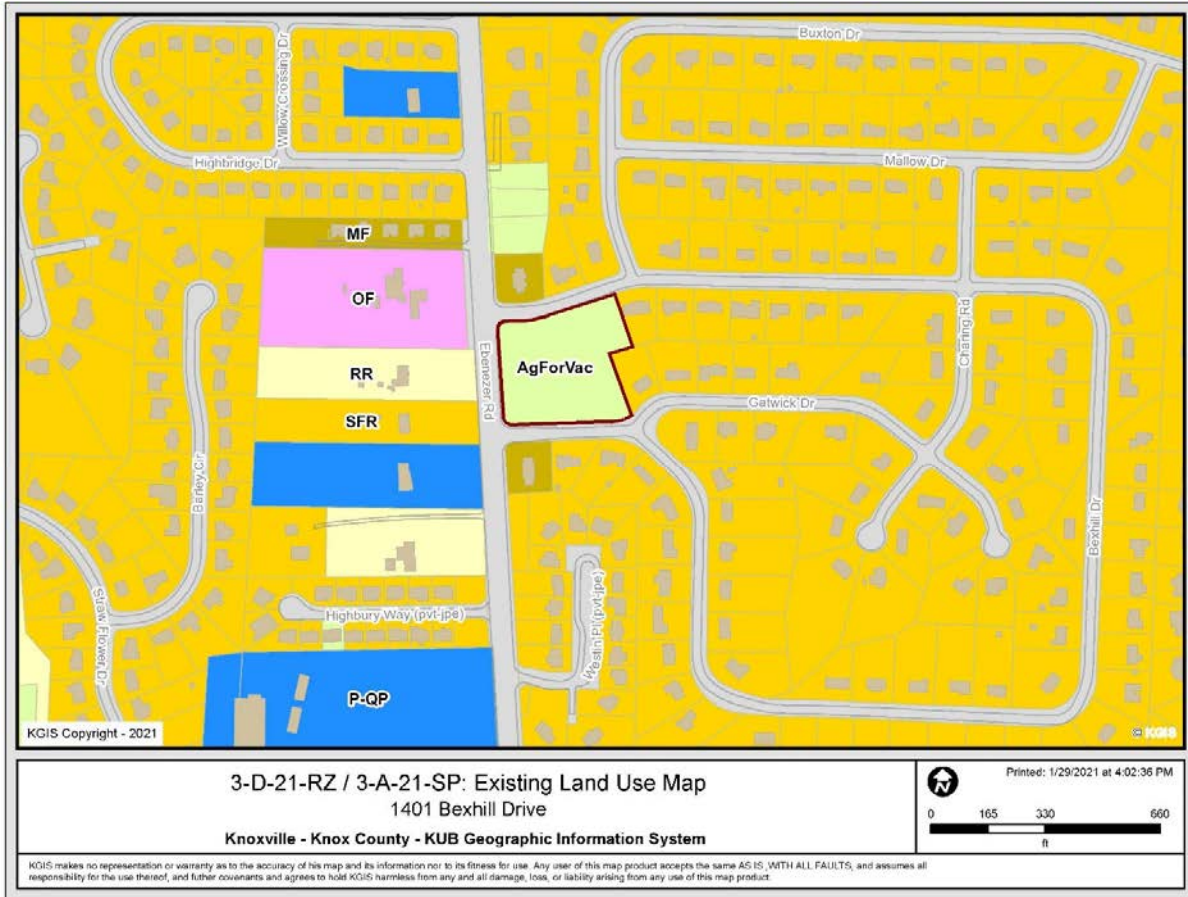 Buxton Dr
Willow Crossing Dr
Highbridge Dr
Mallow Dr
MF
OF
Ebenezer Rd
AgForVac
Charing Rd
RR
Gatwick Dr
SFR
Barley Cir
Bexhill Dr
Straw Flower Dr
Highbury Way (pvt-jpe)
Westin Pl (pvt-jpe)
P-QP
KGIS Copyright - 2021
© KGIS
3-D-21-RZ / 3-A-21-SP: Existing Land Use Map
1401 Bexhill Drive
Knoxville - Knox County - KUB Geographic Information System
N
Printed: 1/29/2021 at 4:02:36 PM
0 165 330 660
ft
KGIS makes no representation or warranty as to the accuracy of his map and its information nor to its fitness for use. Any user of this map product accepts the same AS IS ,WITH ALL FAULTS, and assumes all
responsibility for the use thereof, and futher covenants and agrees to hold KGIS harmless from any and all damage, loss, or liability arising from any use of this map product.